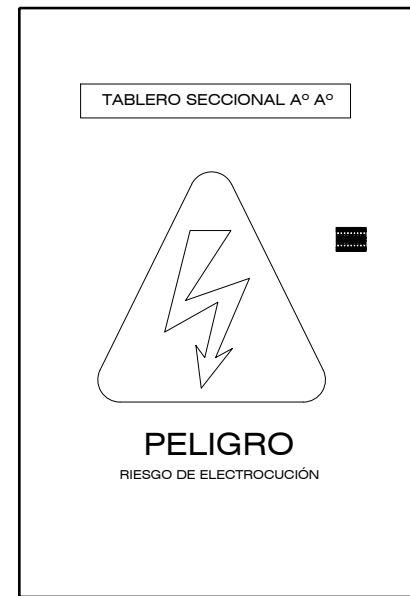 TABLERO SECCIONAL Aº Aº
PELIGRO
RIESGO DE ELECTROCUCIÓN